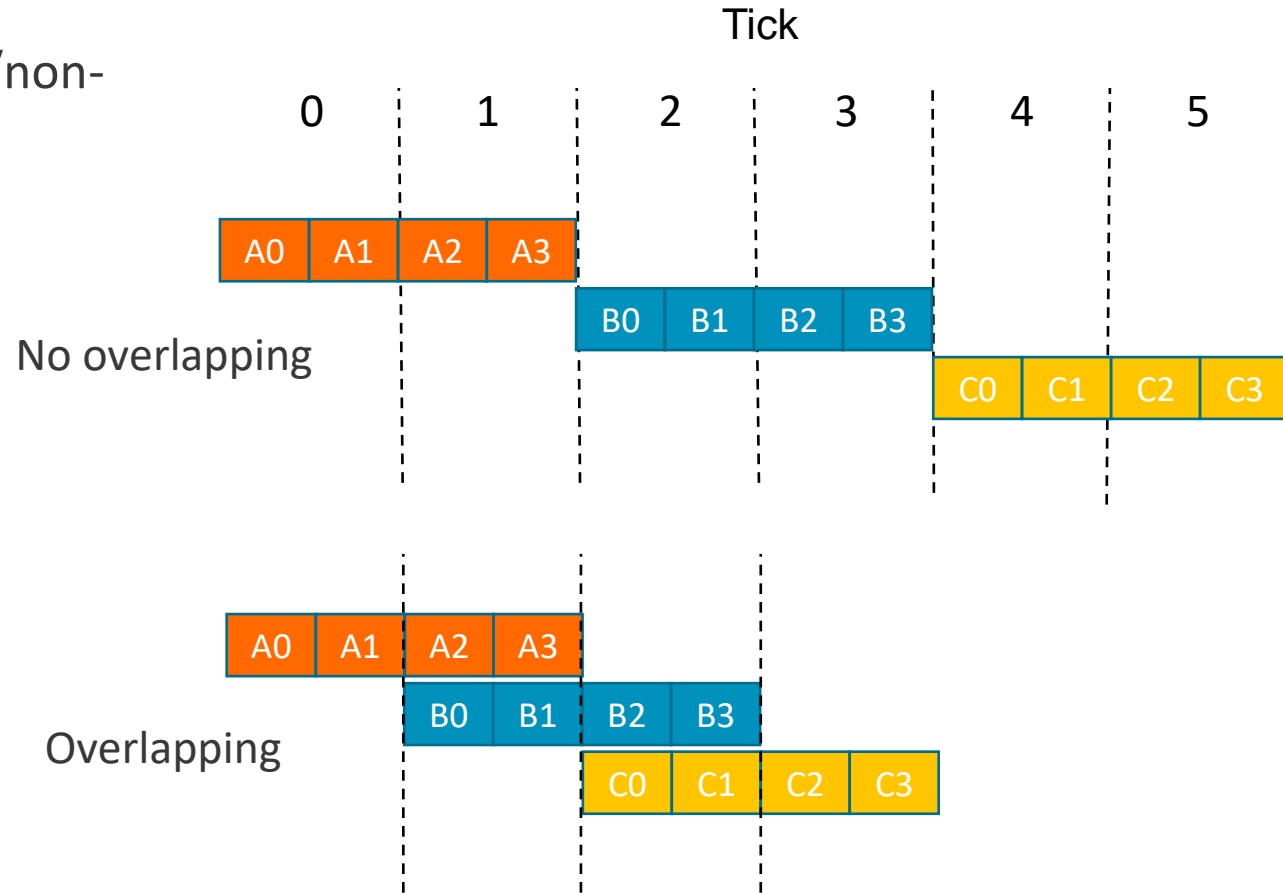 Tick
/non-
0 1 2 3 4 5
A0 A1 A2 A3
B0 B1 B2 B3
No overlapping
C0 C1 C2 C3
A0 A1 A2 A3
B0 B1 B2 B3
Overlapping
C0 C1 C2 C3